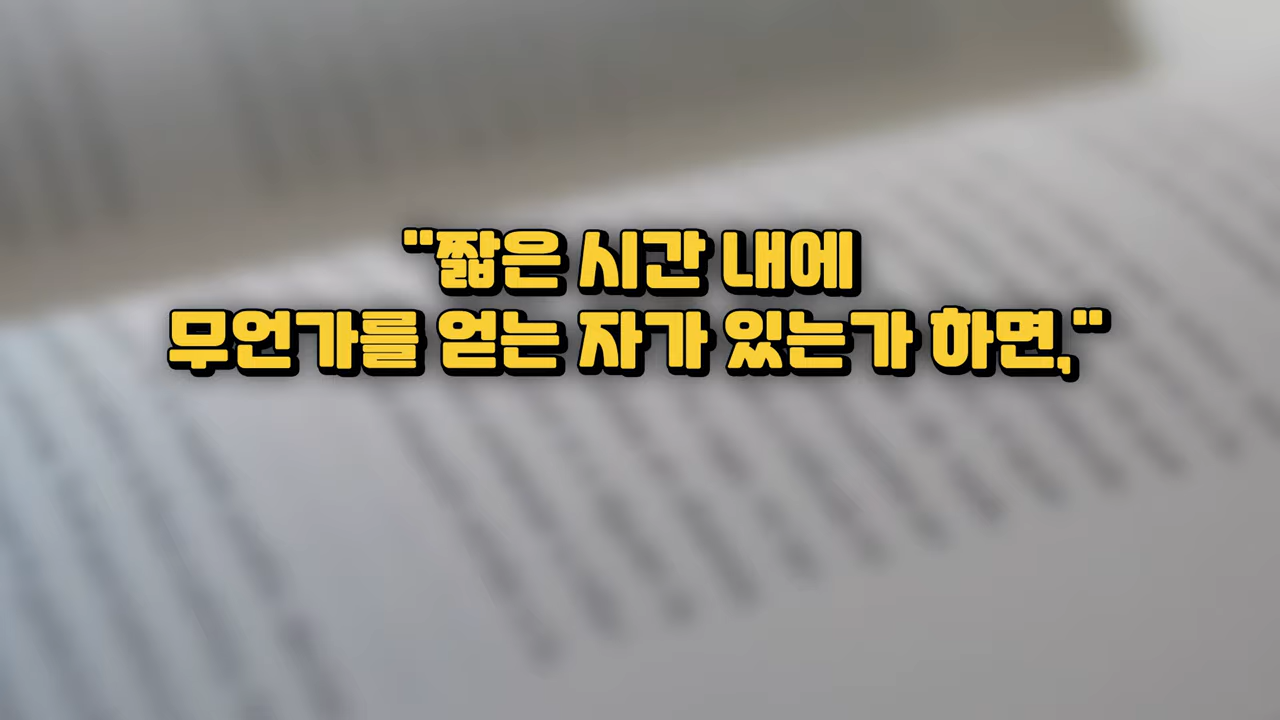 "짧은 시간 내에
무언가를 얻는 자가 있는가 하면,"